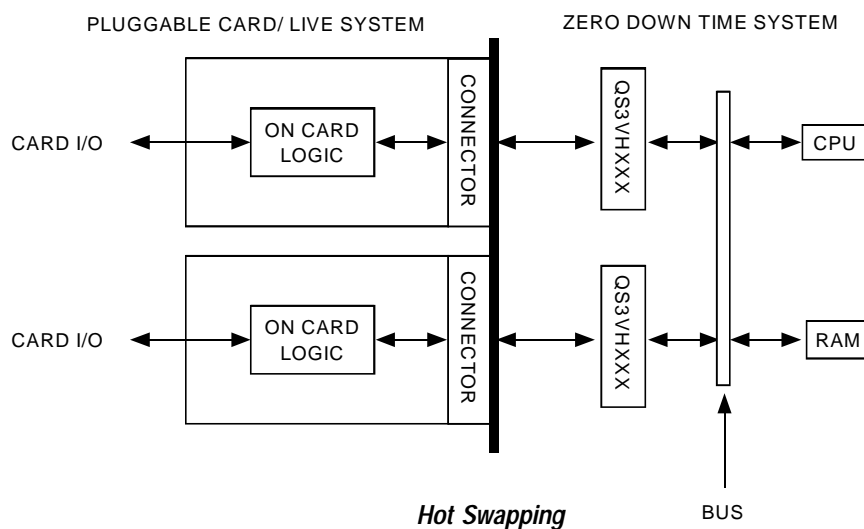 PLUGGABLE CARD/ LIVE SYSTEM
ZERO DOWN TIME SYSTEM
CARD I/O
ON CARD
LOGIC
CONNECTOR
QS3VHXXX
CPU
CARD I/O
ON CARD
LOGIC
CONNECTOR
QS3VHXXX
RAM
Hot Swapping
BUS